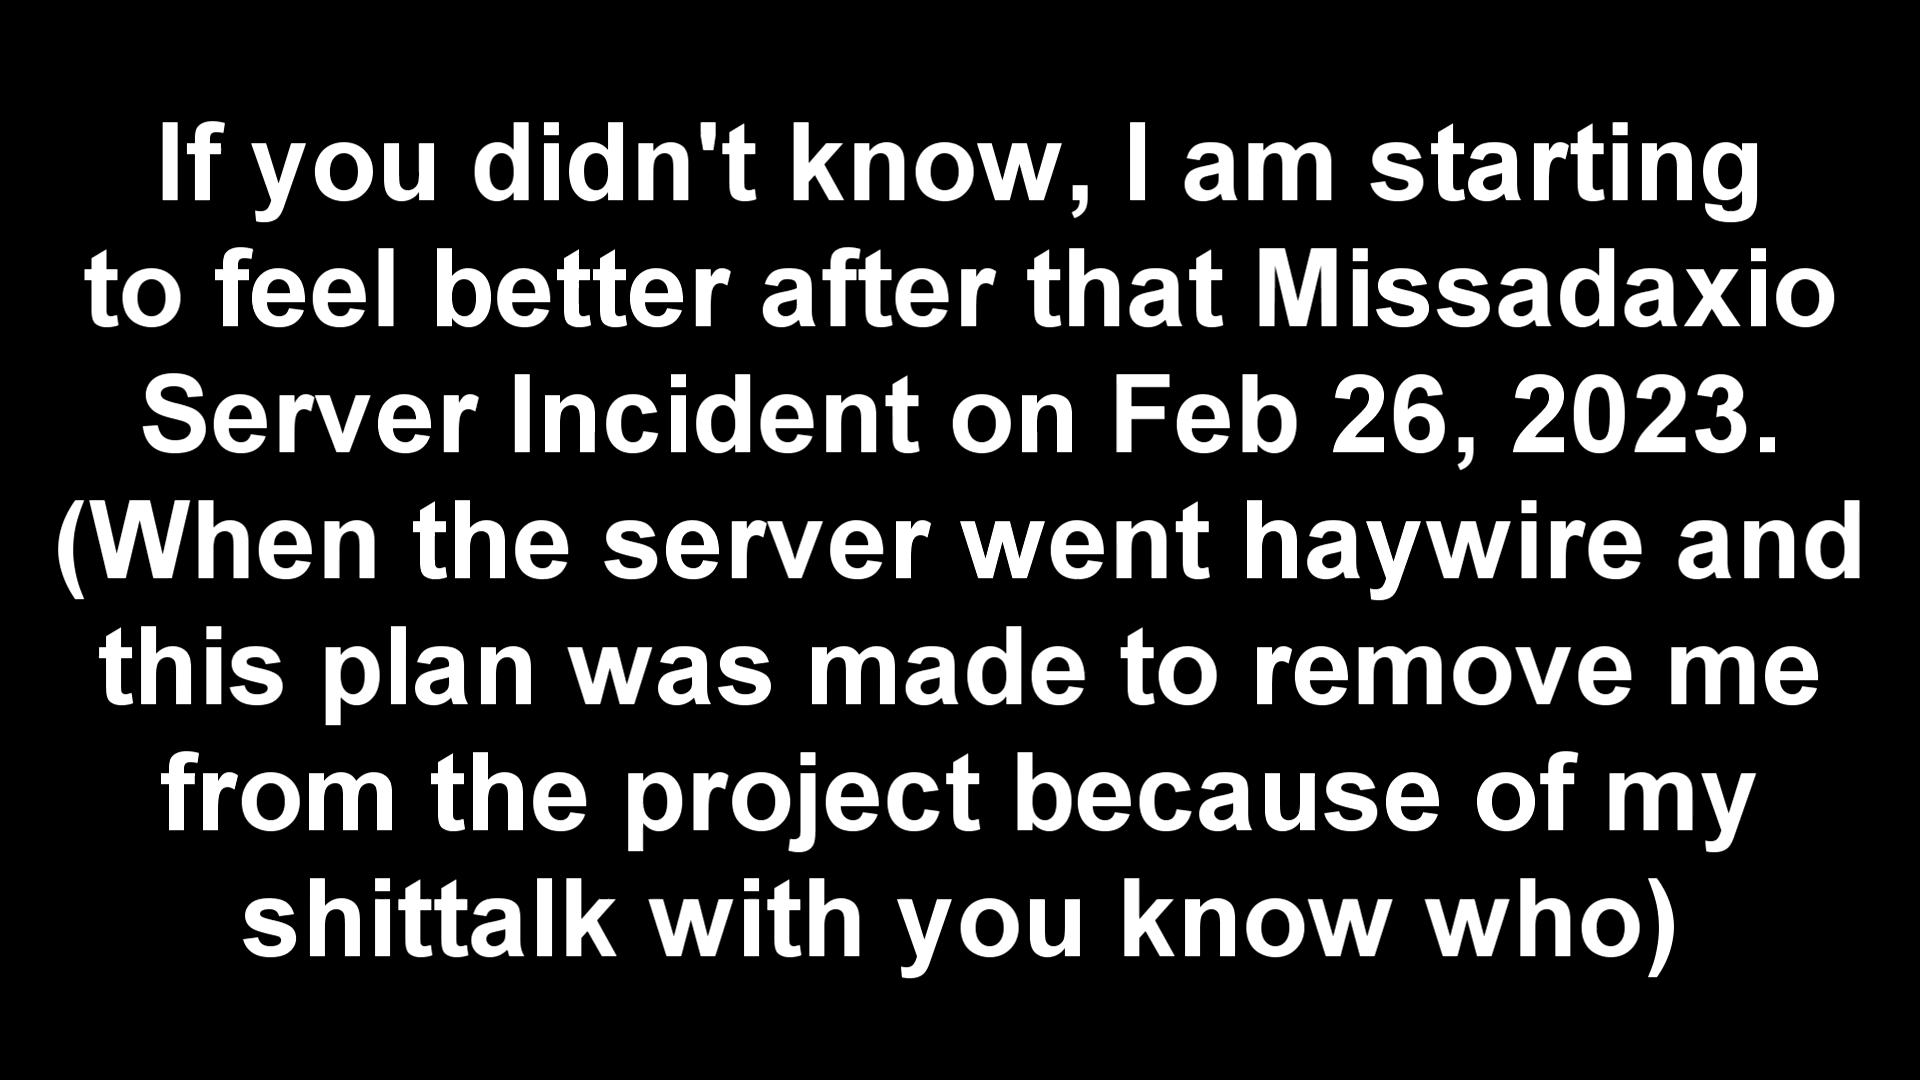 If you didn't know, I am starting
to feel better after that Missadaxio
Server Incident on Feb 26, 2023.
(When the server went haywire and
this plan was made to remove me
from the project because of my
shittalk with you know who)